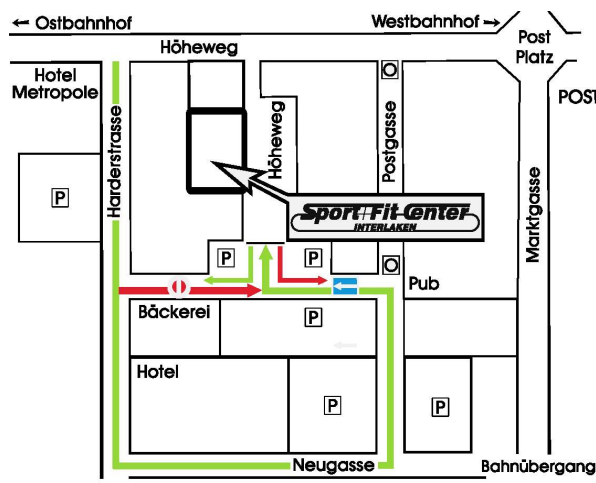 Ostbahnhof
Westbahnhof
Höheweg
Post
Platz
Hotel
Metropole
POST
Harderstrasse
Höheweg
Postgasse
Marktgasse
P
Sport Fit Center
INTERLAKEN
P
P
Pub
Bäckerei
P
Hotel
P
P
Neugasse
Bahnübergang